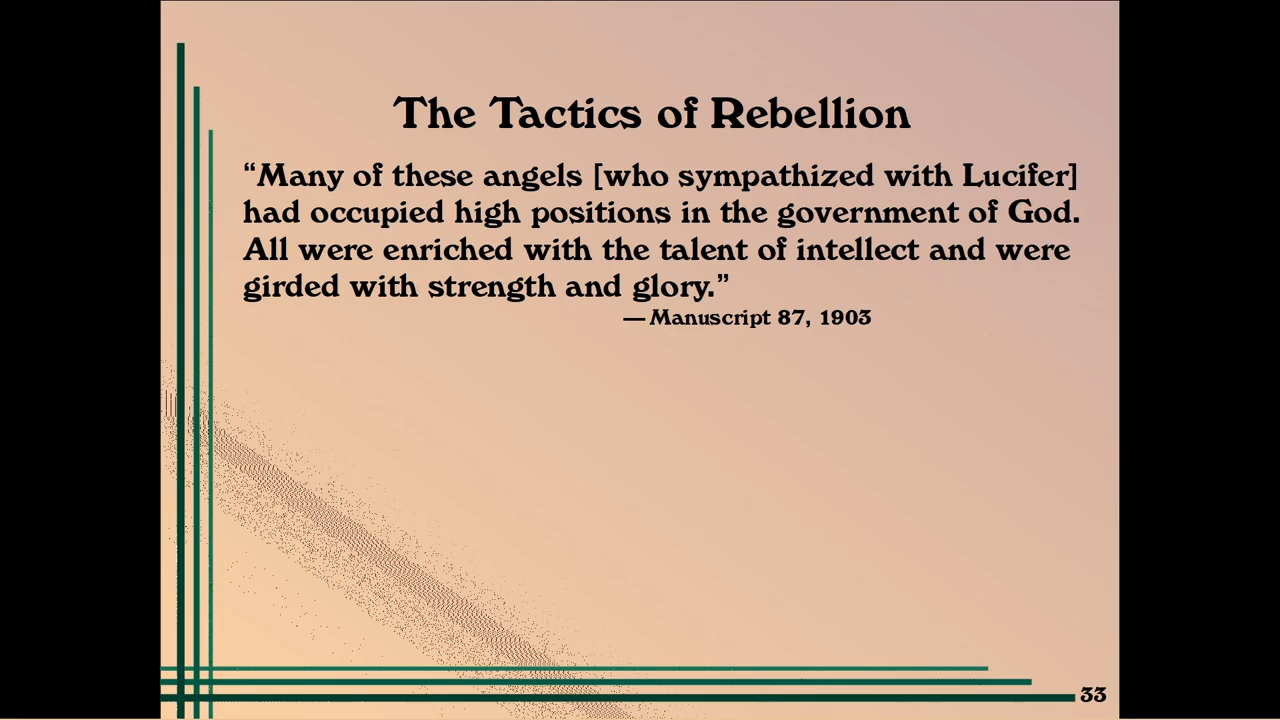 The Tactics of Rebellion
“Many of these angels [who sympathized with Lucifer]
had occupied high positions in the government of God.
All were enriched with the talent of intellect and were
girded with strength and glory.”
— Manuscript 87, 1903
33